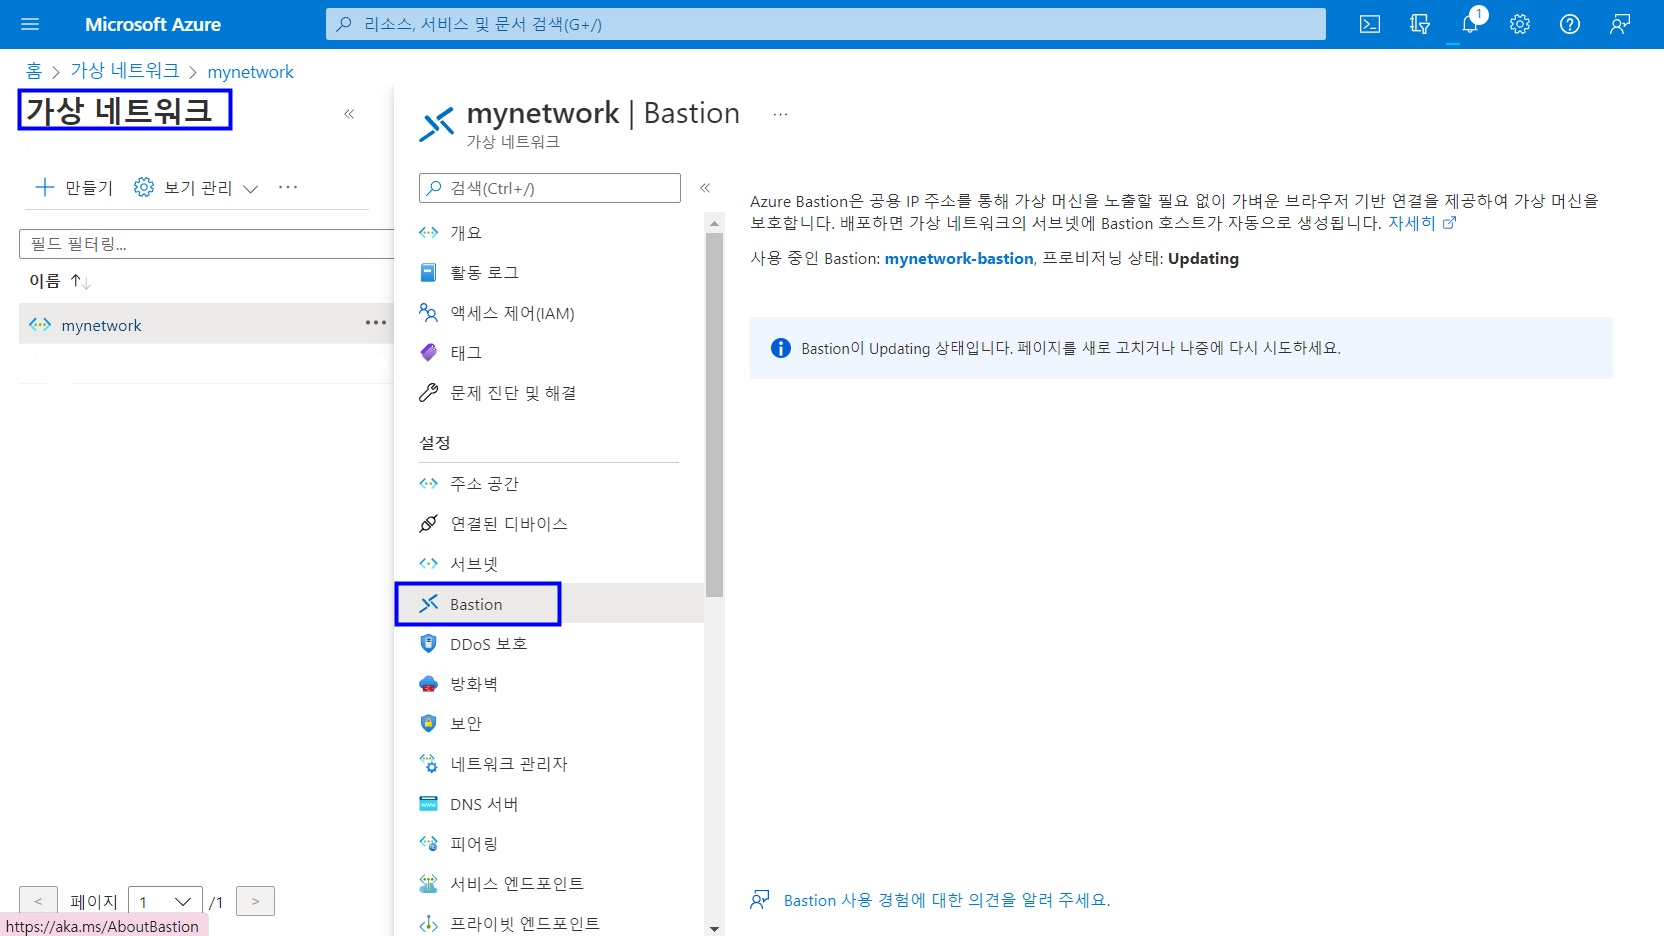 Microsoft Azure
리소스, 서비스 및 문서 검색(G+/)
1
홈 > 가상 네트워크 > mynetwork
가상 네트워크
«
만들기
보기 관리
···
필드 필터링...
이름 ↑↓
mynetwork
···
< 페이지 1 /1 >
https://aka.ms/AboutBastion
mynetwork | Bastion
···
가상 네트워크
검색(Ctrl+/)
«
개요
활동 로그
액세스 제어(IAM)
태그
문제 진단 및 해결
설정
주소 공간
연결된 디바이스
서브넷
Bastion
DDoS 보호
방화벽
보안
네트워크 관리자
DNS 서버
피어링
서비스 엔드포인트
프라이빗 엔드포인트
Azure Bastion은 공용 IP 주소를 통해 가상 머신을 노출할 필요 없이 가벼운 브라우저 기반 연결을 제공하여 가상 머신을
보호합니다. 배포하면 가상 네트워크의 서브넷에 Bastion 호스트가 자동으로 생성됩니다. 자세히
사용 중인 Bastion: mynetwork-bastion, 프로비저닝 상태: Updating
Bastion이 Updating 상태입니다. 페이지를 새로 고치거나 나중에 다시 시도하세요.
Bastion 사용 경험에 대한 의견을 알려 주세요.